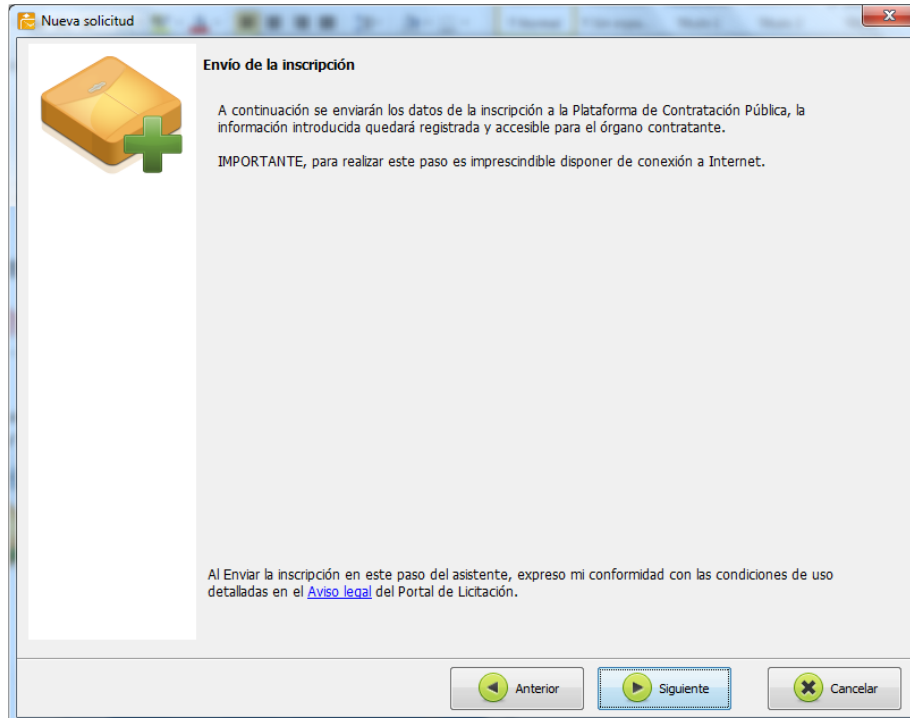 Nueva solicitud
Envío de la inscripción
A continuación se enviarán los datos de la inscripción a la Plataforma de Contratación Pública, la
información introducida quedará registrada y accesible para el órgano contratante.
IMPORTANTE, para realizar este paso es imprescindible disponer de conexión a Internet.
Al Enviar la inscripción en este paso del asistente, expreso mi conformidad con las condiciones de uso
detalladas en el Aviso legal del Portal de Licitación.
Anterior
Siguiente
Cancelar